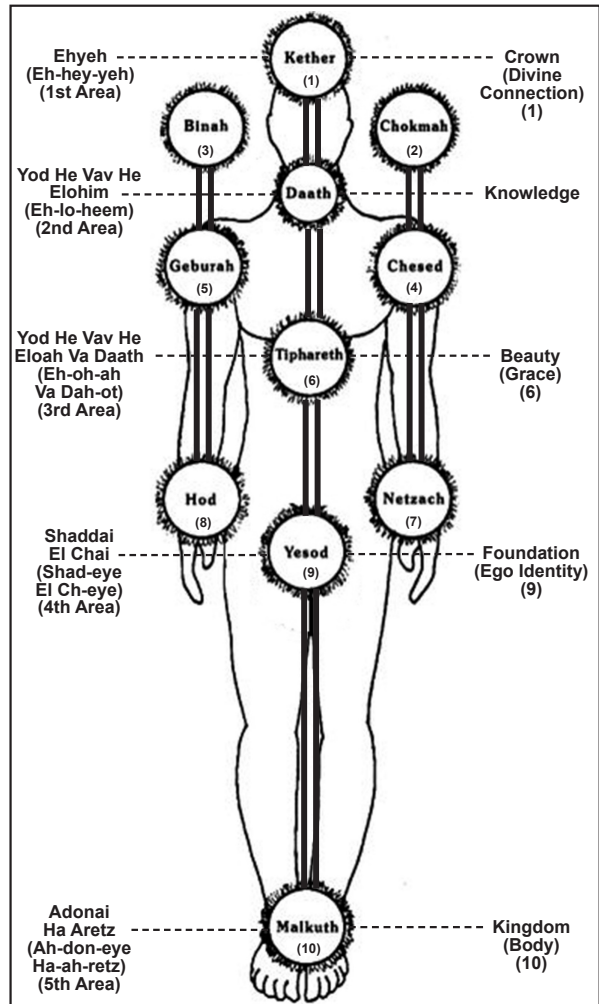 Ehyeh
(Eh-hey-yeh)
(1st Area)
Kether
(1)
Crown
(Divine
Connection)
(1)
Binah
(3)
Chokmah
(2)
Yod He Vav He
Elohim
(Eh-lo-heem)
(2nd Area)
Daath
Knowledge
Geburah
(5)
Chesed
(4)
Yod He Vav He
Eloah Va Daath
(Eh-oh-ah
Va Dah-ot)
(3rd Area)
Tiphareth
(6)
Beauty
(Grace)
(6)
Hod
(8)
Netzach
(7)
Shaddai
El Chai
(Shad-eye
El Ch-eye)
(4th Area)
Yesod
(9)
Foundation
(Ego Identity)
(9)
Adonai
Ha Aretz
(Ah-don-eye
Ha-ah-retz)
(5th Area)
Malkuth
(10)
Kingdom
(Body)
(10)